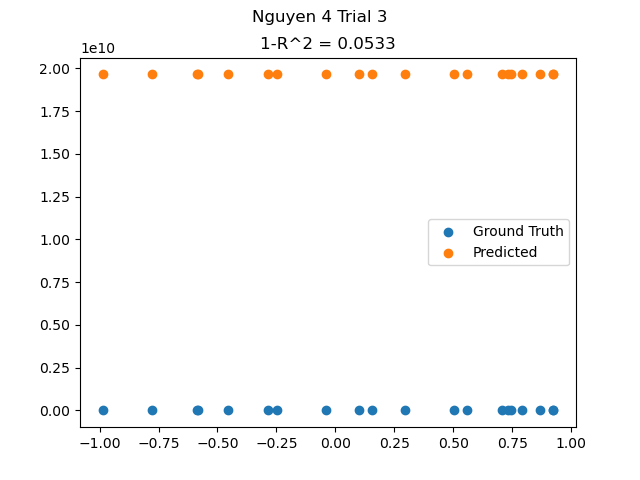 Nguyen 4 Trial 3
1-R^2 = 0.0533
1e10
2.00
1.75
1.50
1.25
1.00
0.75
0.50
0.25
0.00
Ground Truth
Predicted
−1.00 −0.75 −0.50 −0.25 0.00 0.25 0.50 0.75 1.00